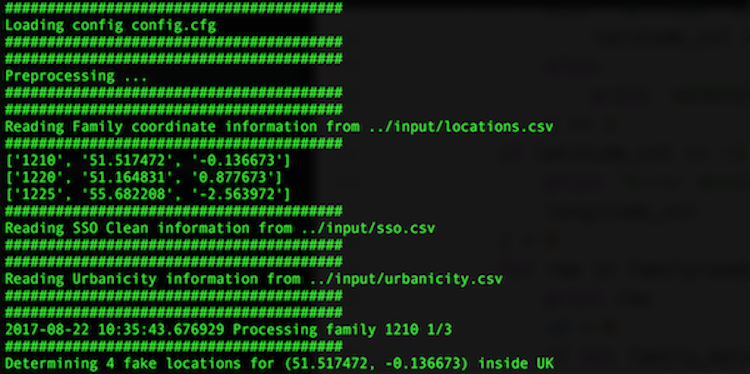 ########################################
Loading config config.cfg
########################################
########################################
Preprocessing ...
########################################
########################################
Reading Family coordinate information from ../input/locations.csv
########################################
['1210', '51.517472', '-0.136673']
['1220', '51.164831', '0.877673']
['1225', '55.682208', '-2.563972']
########################################
Reading SSO Clean information from ../input/sso.csv
########################################
########################################
Reading Urbanicity information from ../input/urbanicity.csv
########################################
########################################
2017-08-22 10:35:43.676929 Processing family 1210 1/3
########################################
Determining 4 fake locations for (51.517472, -0.136673) inside UK